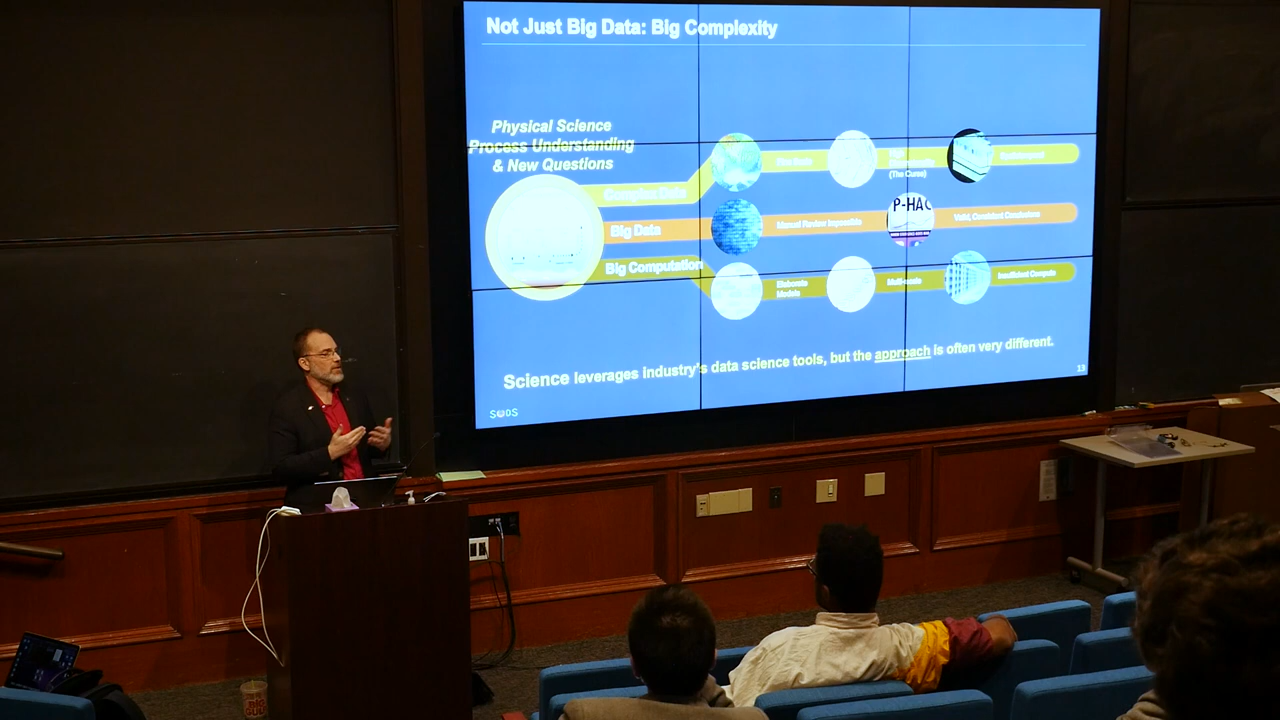 Not Just Big Data: Big Complexity
Physical Science
Process Understanding
& New Questions
Complex Data
(The Curse)
Big Data
Manual Review Impossible
P-HAC
Valid, Consistent Conclusions
Big Computation
Elaborate
Models
Multi-scale
Insufficient Compute
Science leverages industry's data science tools, but the approach is often very different.
13